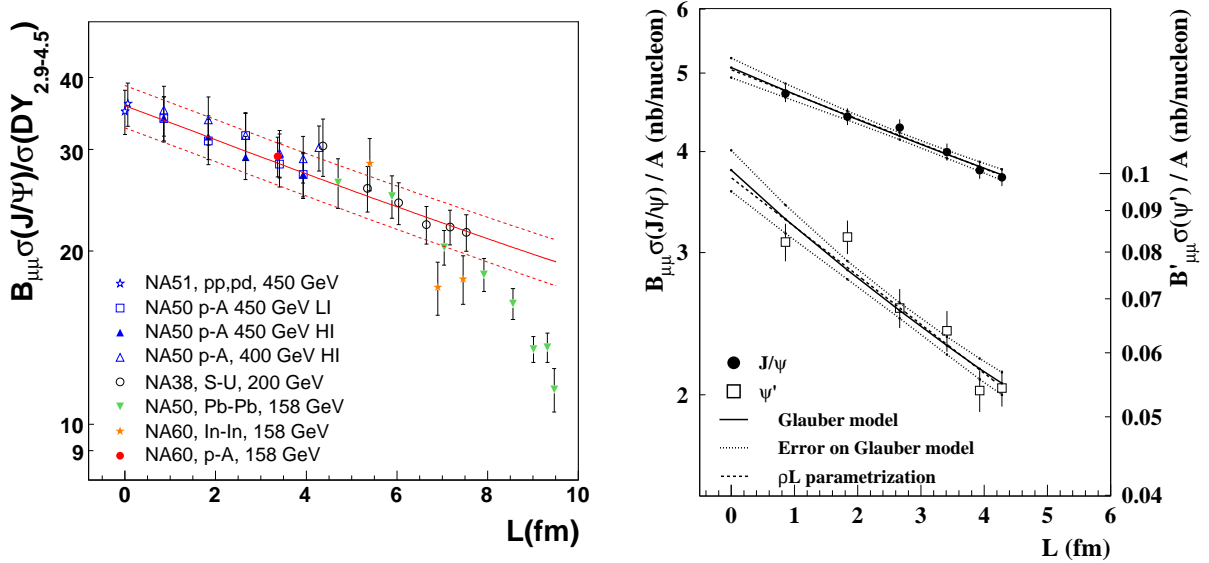 B_μμ σ(J/Ψ)/σ(DY_2.9-4.5)
40
30
20
10
9
NA51, pp,pd, 450 GeV
NA50 p-A 450 GeV LI
NA50 p-A 450 GeV HI
NA50 p-A, 400 GeV HI
NA38, S-U, 200 GeV
NA50, Pb-Pb, 158 GeV
NA60, In-In, 158 GeV
NA60, p-A, 158 GeV
0 2 4 6 8 10
L(fm)
B_μμ σ(J/ψ) / A (nb/nucleon)
6
5
4
3
2
J/ψ
ψ'
Glauber model
Error on Glauber model
ρL parametrization
0 1 2 3 4 5 6
L (fm)
0.1
0.09
0.08
0.07
0.06
0.05
0.04
B'_μμ σ(ψ') / A (nb/nucleon)